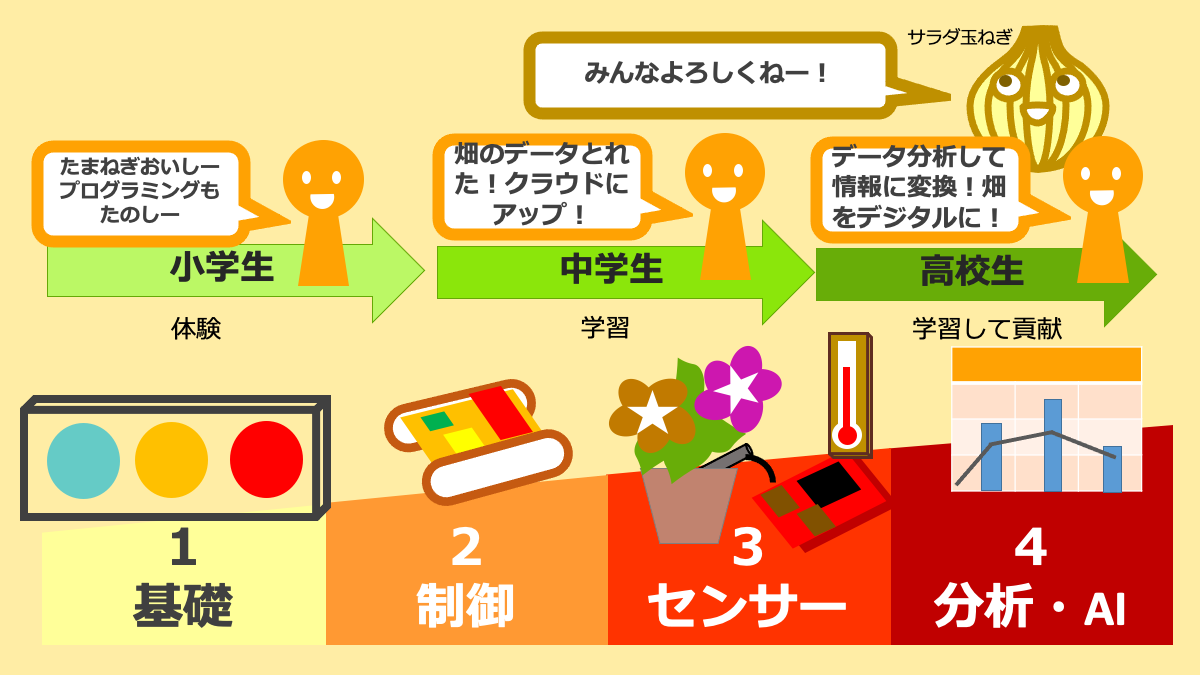 サラダ玉ねぎ
みんなよろしくねー！
たまねぎおいしー
プログラミングも
たのしー
畑のデータとれ
た！クラウドに
アップ！
データ分析して
情報に変換！畑
をデジタルに！
小学生
中学生
高校生
体験
学習
学習して貢献
1
基礎
2
制御
3
センサー
4
分析・AI